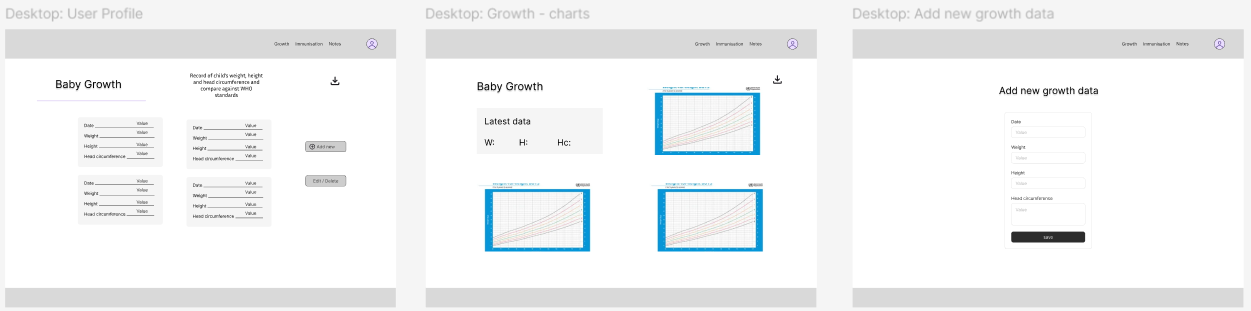 Desktop: User Profile
Growth Immunisation Notes
Baby Growth
Record of child's weight, height
and head circumference and
compare against WHO
standards
Date Value
Weight Value
Height Value
Head circumference Value
Date Value
Weight Value
Height Value
Head circumference Value
Add new
Date Value
Weight Value
Height Value
Head circumference Value
Date Value
Weight Value
Height Value
Head circumference Value
Edit / Delete
Desktop: Growth - charts
Growth Immunisation Notes
Baby Growth
Latest data
W: H: Hc:
Desktop: Add new growth data
Growth Immunisation Notes
Add new growth data
Date
Value
Weight
Value
Height
Value
Head circumference
Value
save